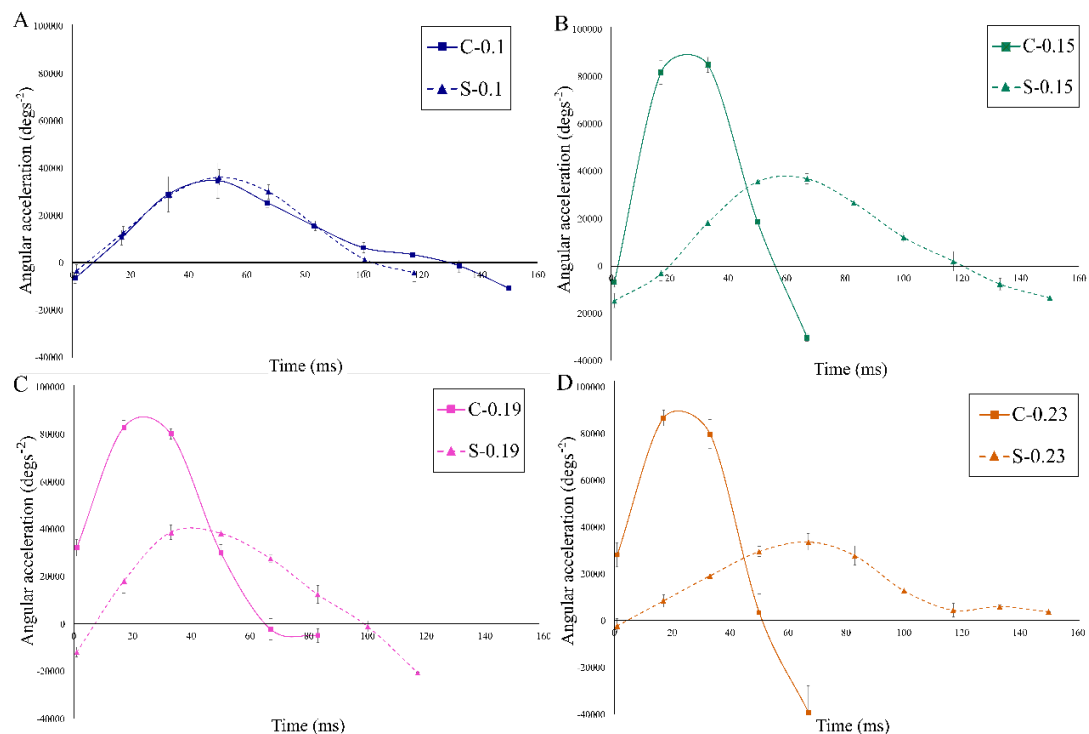 A
100000
80000
60000
40000
20000
0
-20000
-40000
Angular acceleration (degs⁻²)
C-0.1
S-0.1
0 20 40 60 80 100 120 140 160
Time (ms)
B
100000
80000
60000
40000
20000
0
-20000
-40000
Angular acceleration (degs⁻²)
C-0.15
S-0.15
0 20 40 60 80 100 120 140 160
Time (ms)
C
100000
80000
60000
40000
20000
0
-20000
-40000
Angular acceleration (degs⁻²)
C-0.19
S-0.19
0 20 40 60 80 100 120 140 160
Time (ms)
D
100000
80000
60000
40000
20000
0
-20000
-40000
Angular acceleration (degs⁻²)
C-0.23
S-0.23
0 20 40 60 80 100 120 140 160
Time (ms)